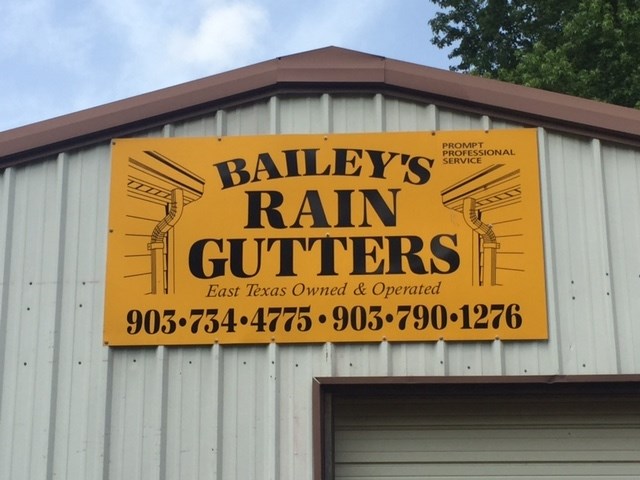 PROMPT
PROFESSIONAL
SERVICE
BAILEY'S
RAIN
GUTTERS
East Texas Owned & Operated
903•734•4775 • 903•790•1276